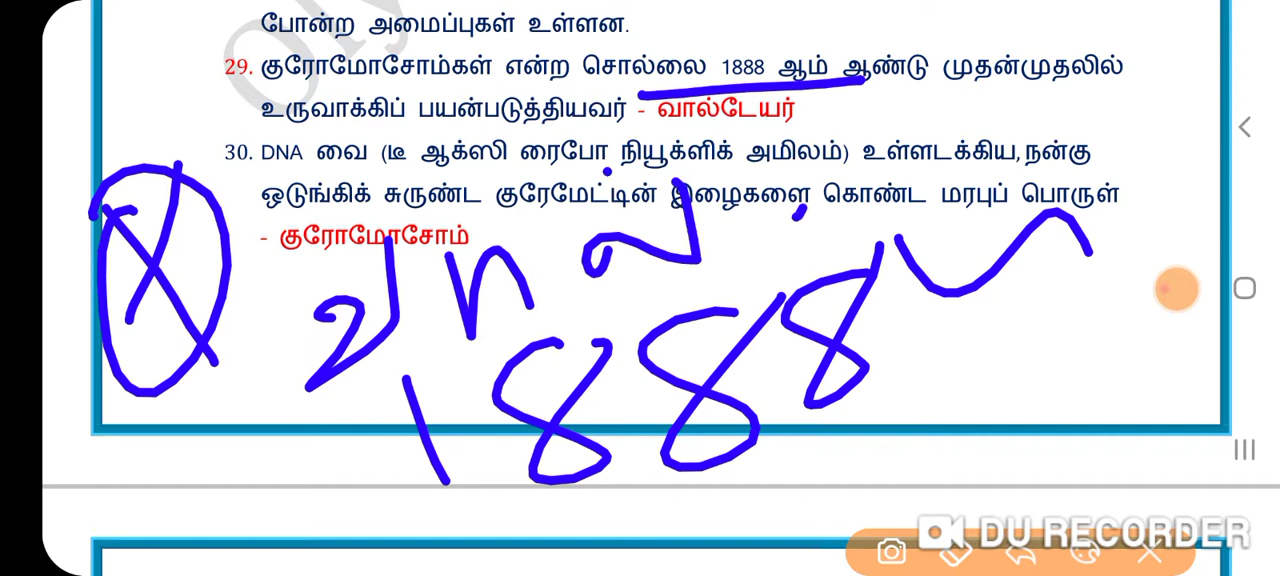 போன்ற அமைப்புகள் உள்ளன.
29. குரோமோசோம்கள் என்ற சொல்லை 1888 ஆம் ஆண்டு முதன்முதலில்
உருவாக்கிப் பயன்படுத்தியவர் - வால்டேயர்
30. DNA வை (டீ ஆக்ஸி ரைபோ நியூக்ளிக் அமிலம்) உள்ளடக்கிய, நன்கு
ஒடுங்கிக் சுருண்ட குரேமேட்டின் இழைகளை கொண்ட மரபுப் பொருள்
- குரோமோசோம்
X
1888
DU RECORDER